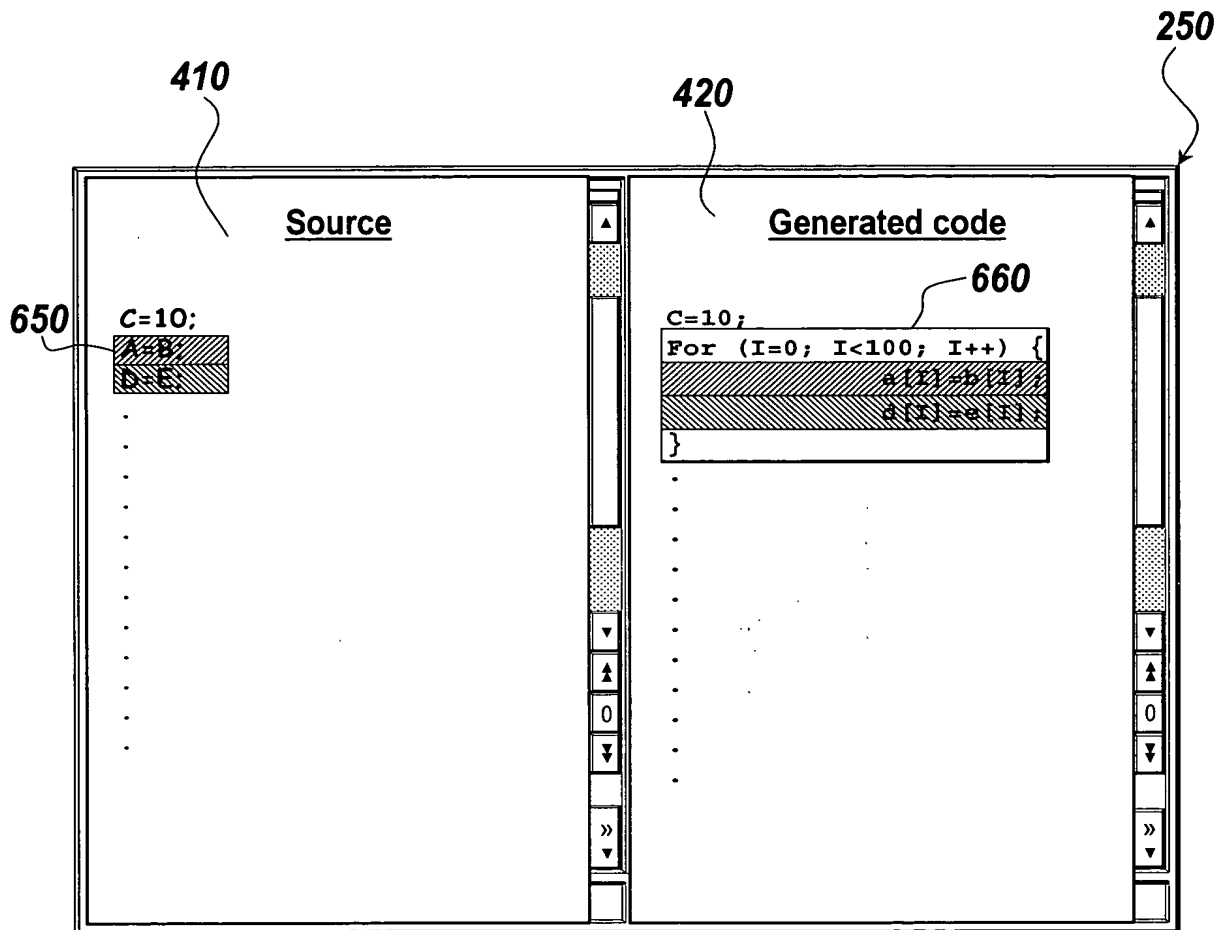 250
410
420
Source
Generated code
660
650
C=10;
A=B;
D=E;
C=10;
For (I=0; I<100; I++) {
a[I]=b[I];
d[I]=e[I];
}
0
0
»
»